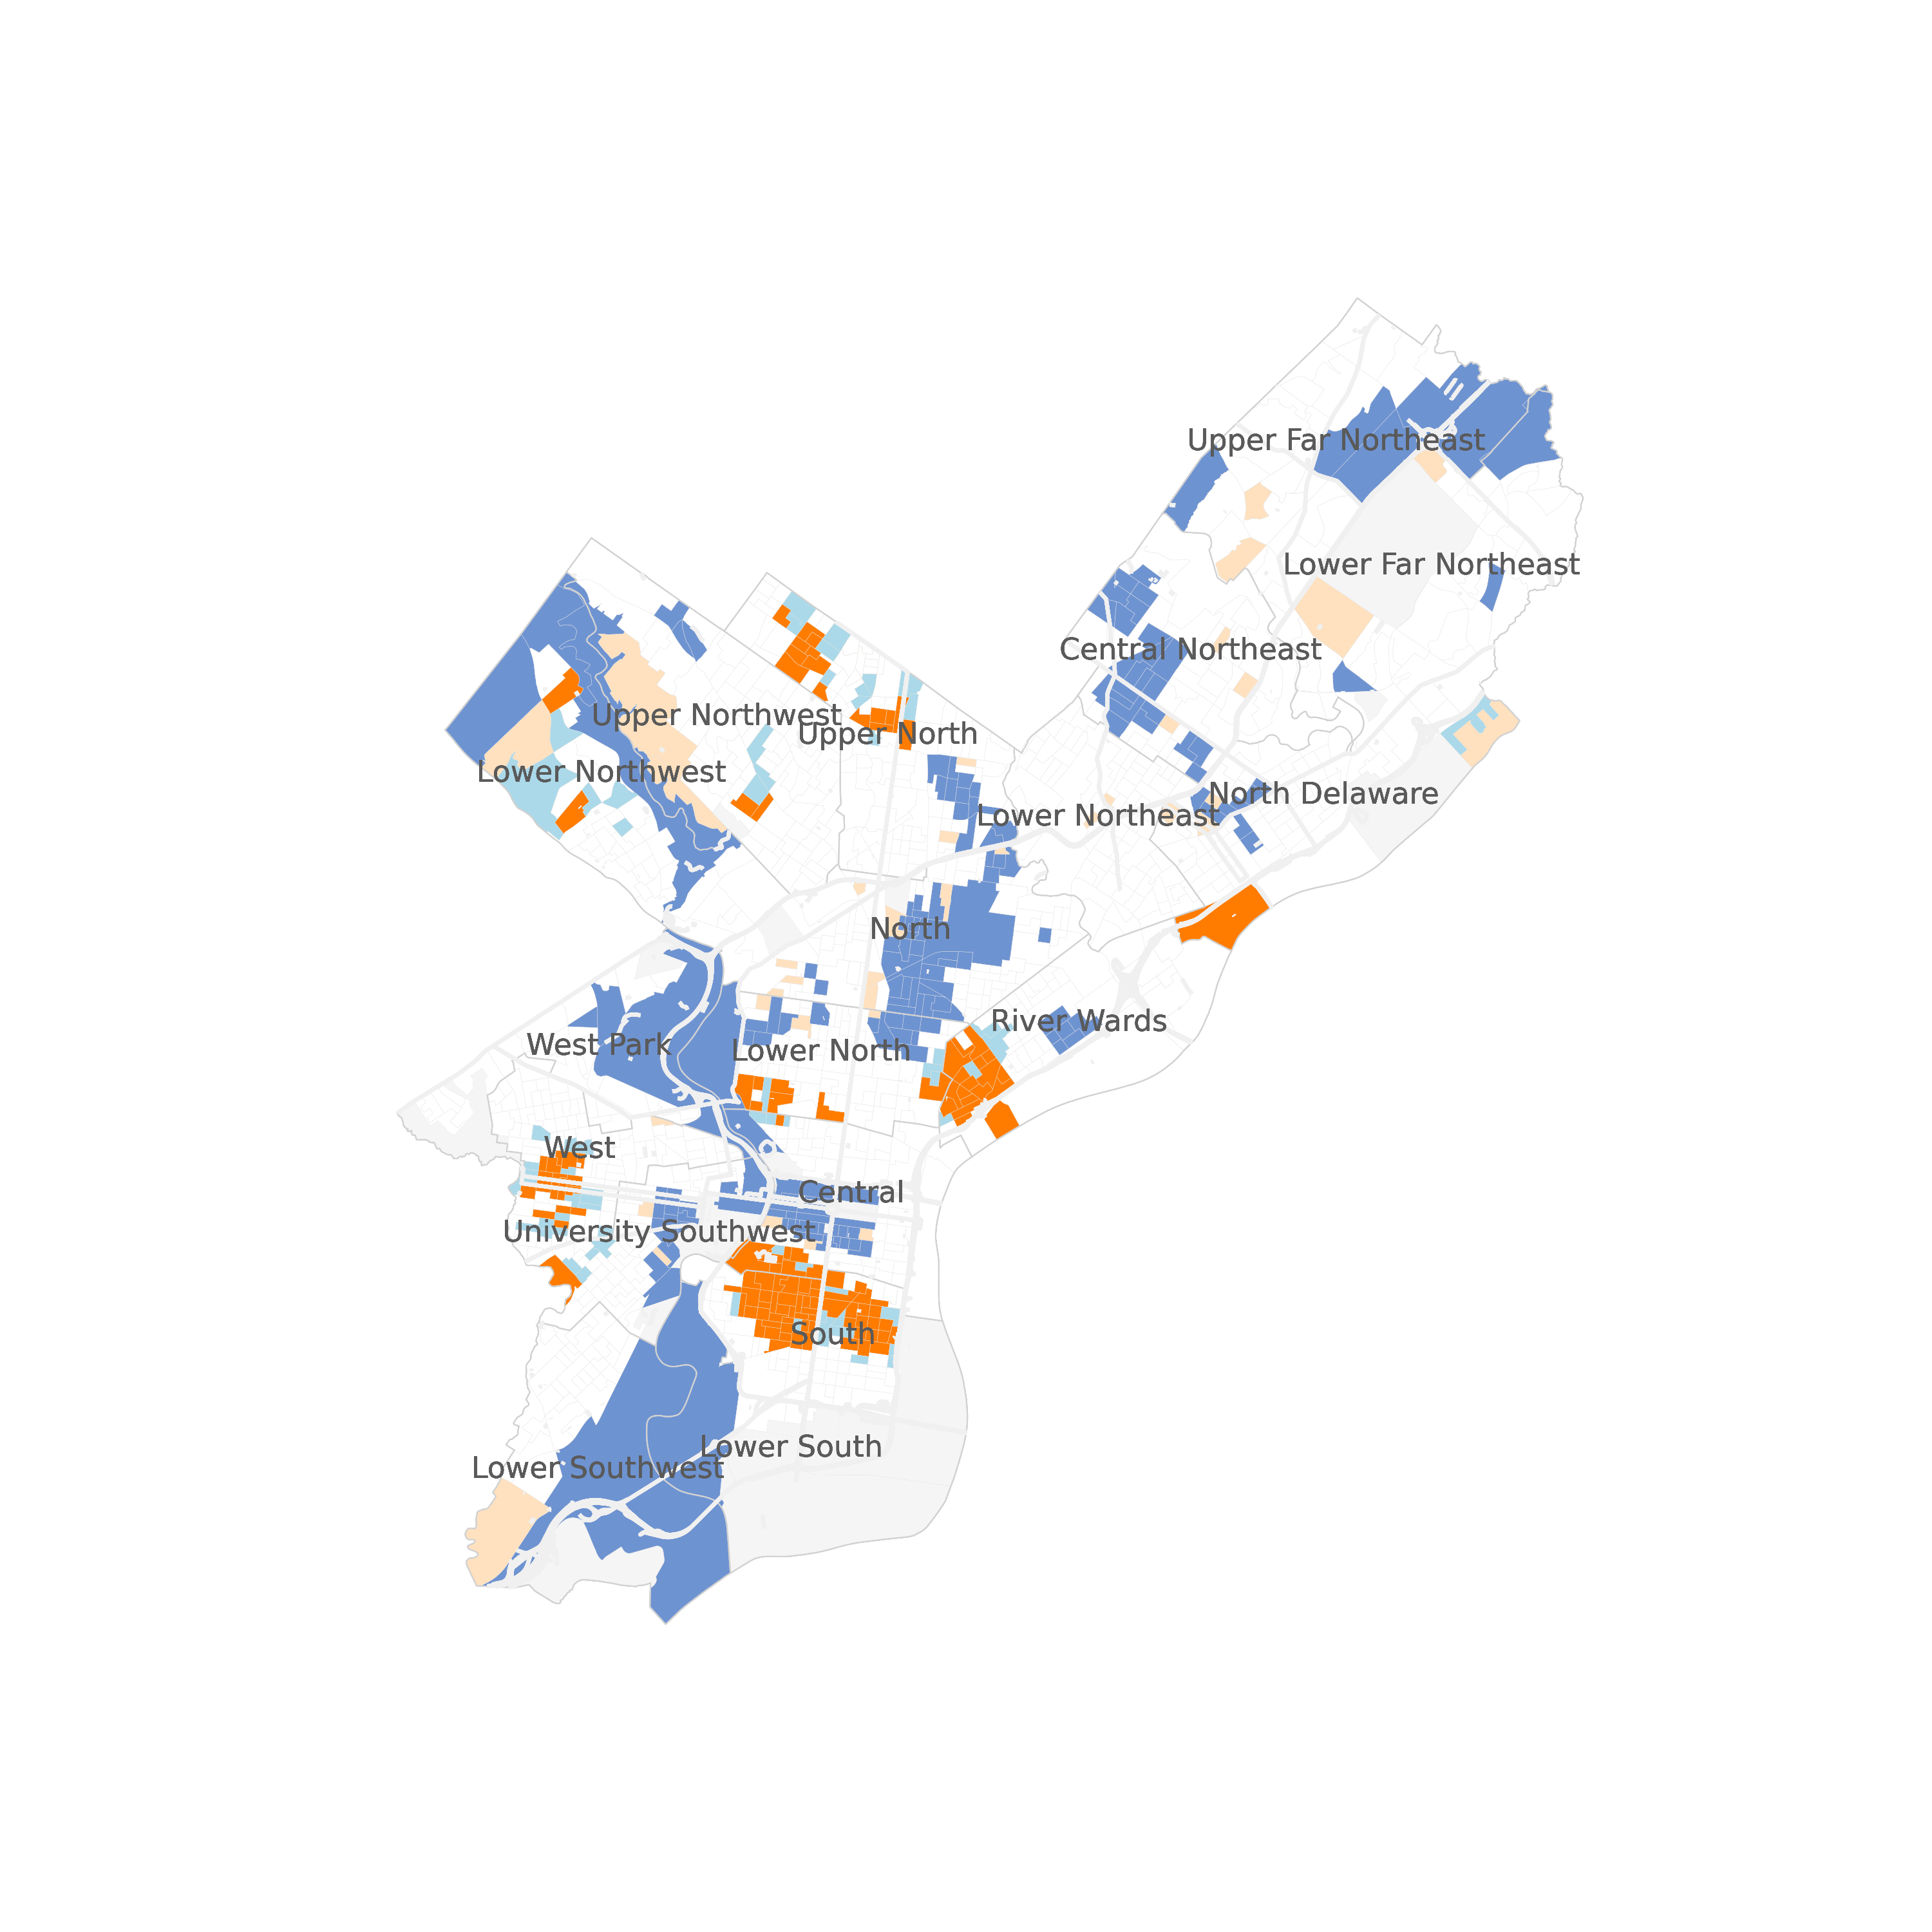 Upper Far Northeast
Lower Far Northeast
Central Northeast
Upper Northwest
Upper North
Lower Northwest
North Delaware
Lower Northeast
North
River Wards
West Park
Lower North
West
Central
University Southwest
South
Lower South
Lower Southwest